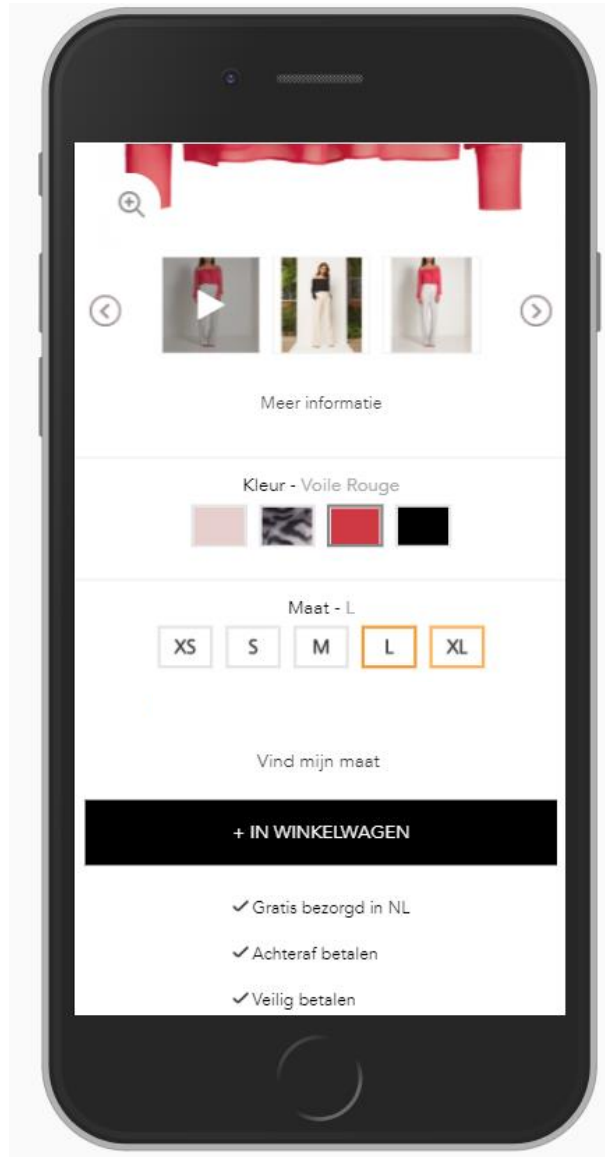 Meer informatie
Kleur - Voile Rouge
Maat - L
XS S M L XL
Vind mijn maat
+ IN WINKELWAGEN
Gratis bezorgd in NL
Achteraf betalen
Veilig betalen